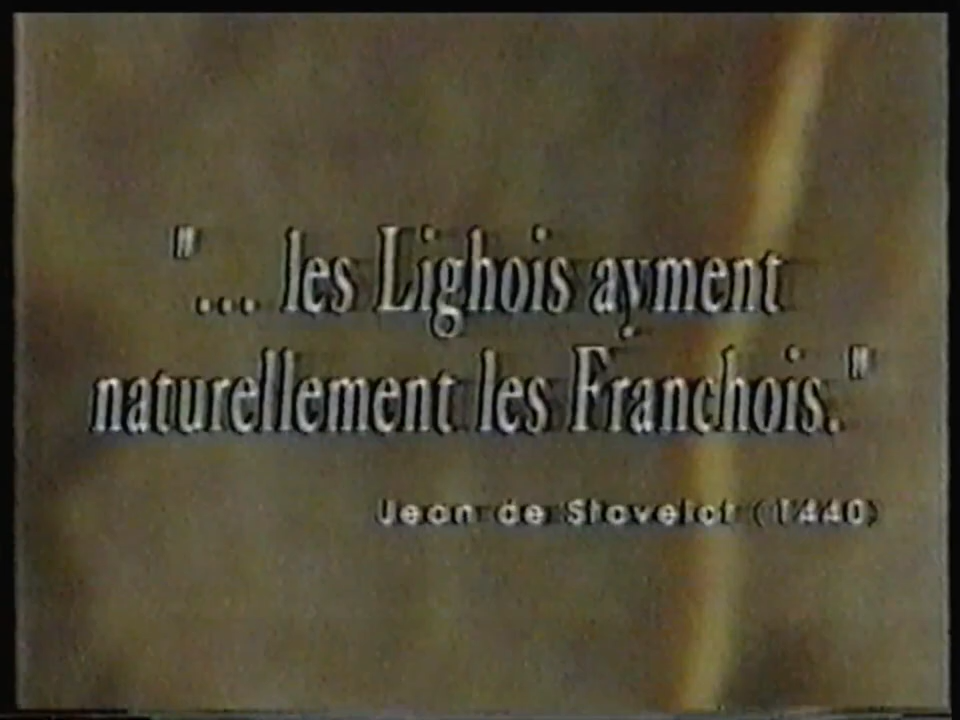 "... les Lighois ayment
naturellement les Franchois."
Jean de Stavelot (1440)